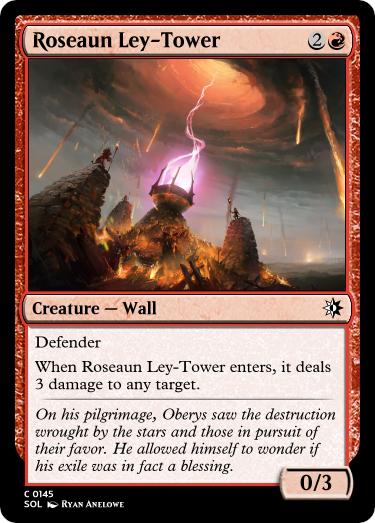 Roseaun Ley-Tower 2
Creature — Wall
Defender
When Roseaun Ley-Tower enters, it deals
3 damage to any target.
On his pilgrimage, Oberys saw the destruction
wrought by the stars and those in pursuit of
their favor. He allowed himself to wonder if
his exile was in fact a blessing.
0/3
C 0145
SOL Ryan Anelowe